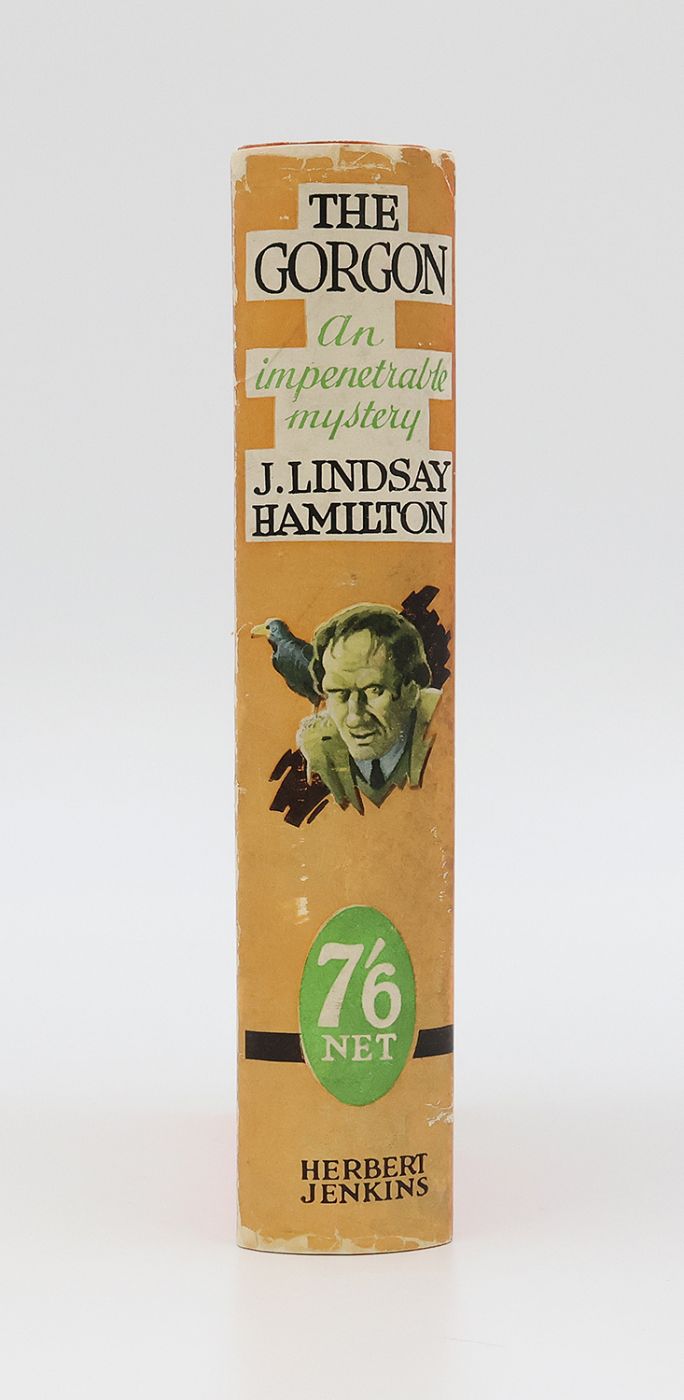 THE
GORGON
An
impenetrable
mystery
J. LINDSAY
HAMILTON
7'6
NET
HERBERT
JENKINS